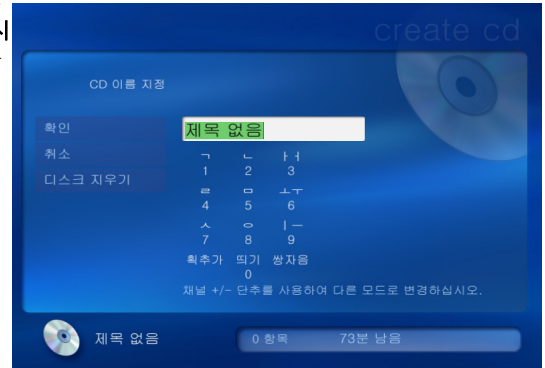 create cd
CD 이름 지정
확인
취소
디스크 지우기
제목 없음
ㄱ ㄴ ㅏㅓ
1 2 3
ㄹ ㅁ ㅗㅜ
4 5 6
ㅅ ㅇ ㅣㅡ
7 8 9
획추가 띄기 쌍자음
0
채널 +/- 단추를 사용하여 다른 모드로 변경하십시오.
제목 없음
0 항목 73분 남음